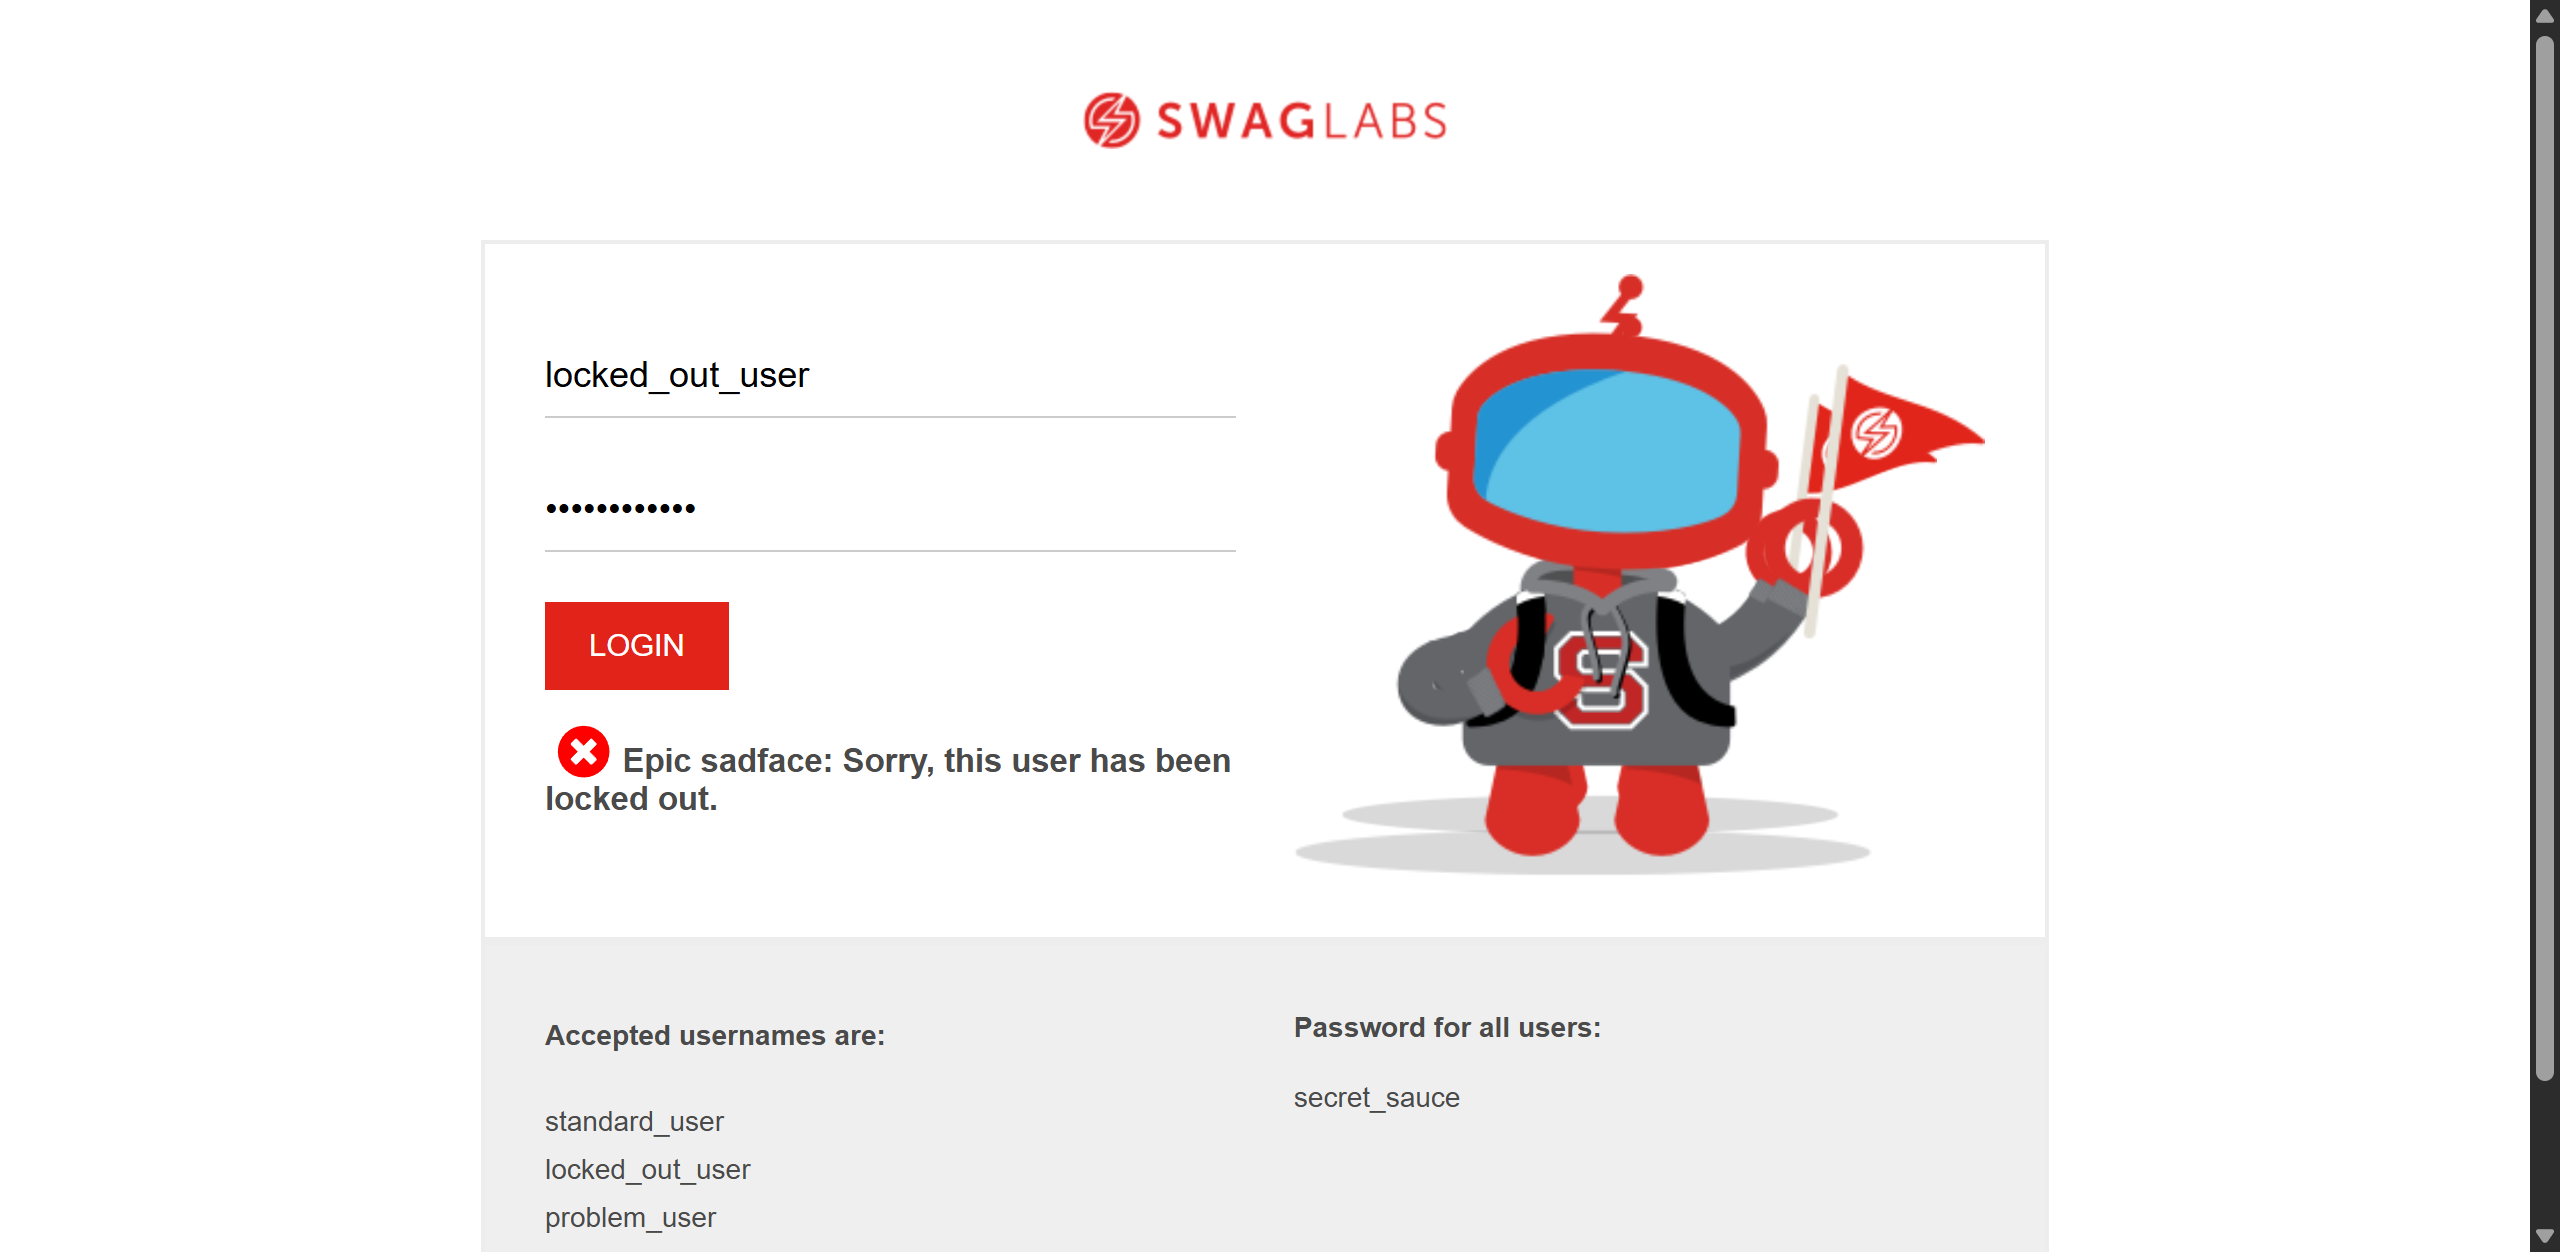 SWAGLABS
locked_out_user
••••••••••••
LOGIN
Epic sadface: Sorry, this user has been
locked out.
S
Accepted usernames are:
standard_user
locked_out_user
problem_user
Password for all users:
secret_sauce